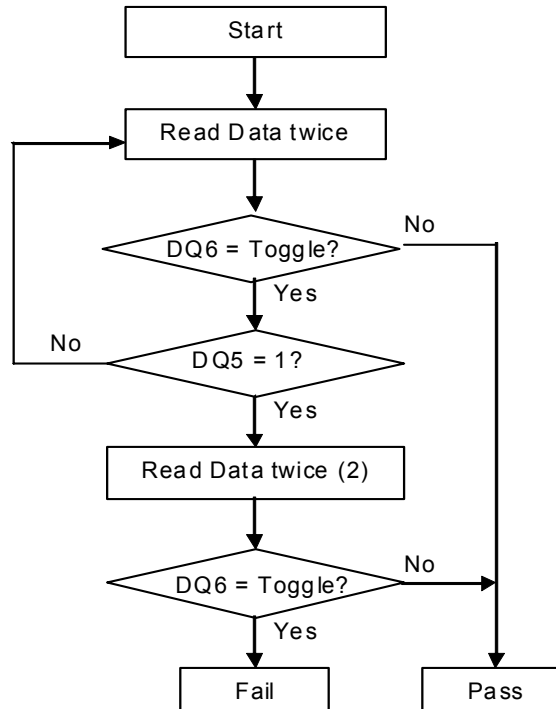 Start
Read Data twice
DQ6 = Toggle?
No
Yes
No
DQ5 = 1?
Yes
Read Data twice (2)
DQ6 = Toggle?
No
Yes
Fail
Pass